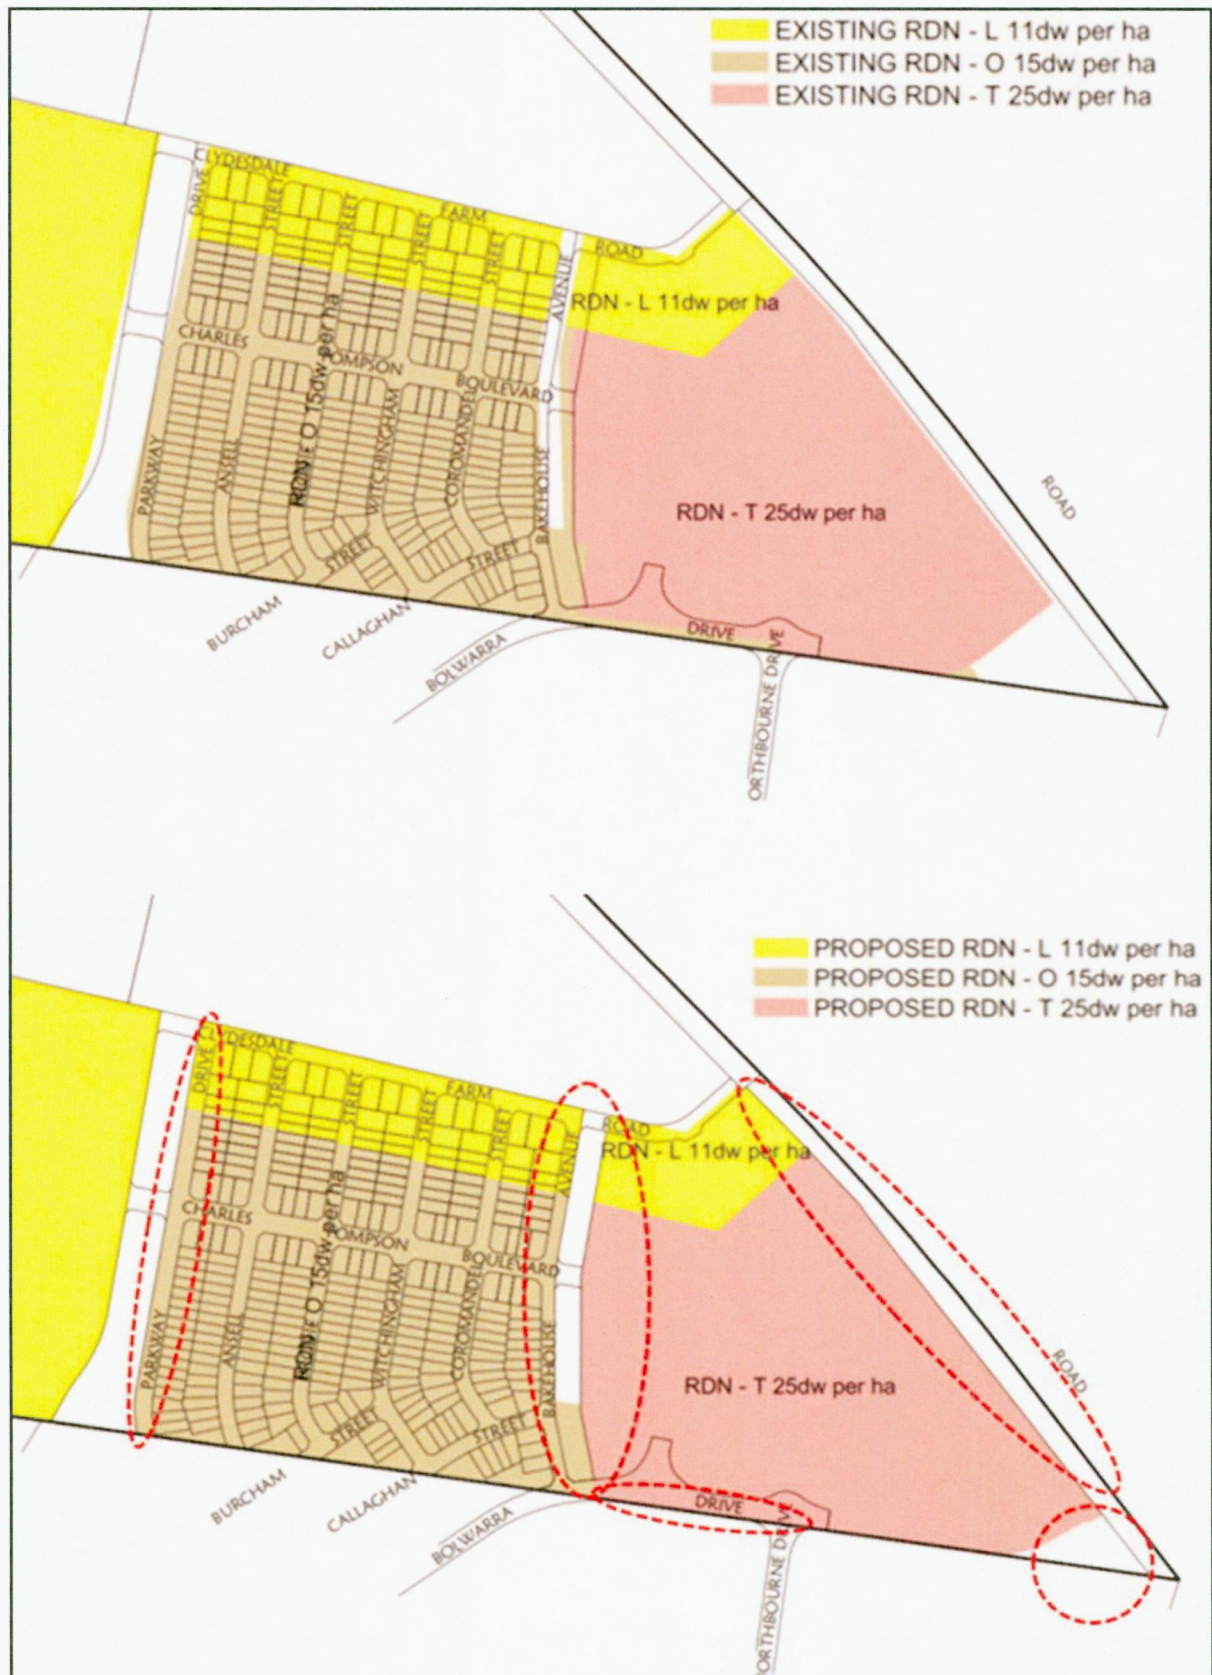 EXISTING RDN - L 11dw per ha
EXISTING RDN - O 15dw per ha
EXISTING RDN - T 25dw per ha
CLYDESDALE
DRIVE
STREET
STREET
FARM
STREET
STREET
AVENUE
ROAD
RDN - L 11dw per ha
RDN - O 15dw per ha
CHARLES
TOMPSON
BOULEVARD
PARKWAY
ANSELL
WITCHINGHAM
COROMANDEL
BAKEHOUSE
RDN - T 25dw per ha
ROAD
STREET
STREET
BURCHAM
CALLAGHAN
BOLWARRA
DRIVE
ORTHBOURNE DRIVE
PROPOSED RDN - L 11dw per ha
PROPOSED RDN - O 15dw per ha
PROPOSED RDN - T 25dw per ha
CLYDESDALE
DRIVE
STREET
STREET
FARM
STREET
STREET
AVENUE
ROAD
RDN - L 11dw per ha
RDN - O 15dw per ha
CHARLES
TOMPSON
BOULEVARD
PARKWAY
ANSELL
WITCHINGHAM
COROMANDEL
BAKEHOUSE
RDN - T 25dw per ha
ROAD
STREET
STREET
BURCHAM
CALLAGHAN
BOLWARRA
DRIVE
ORTHBOURNE DRIVE